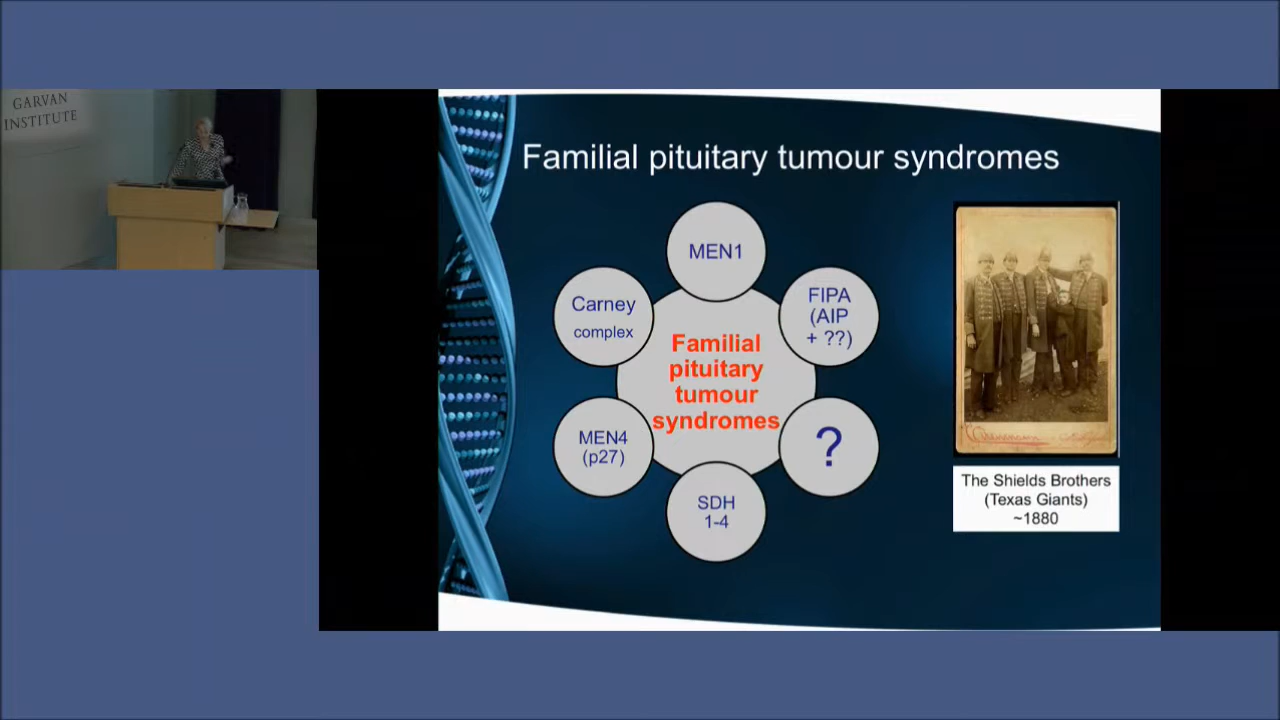 GARVAN
INSTITUTE
Familial pituitary tumour syndromes
MEN1
FIPA
(AIP
+ ??)
?
SDH
1-4
MEN4
(p27)
Carney
complex
Familial
pituitary
tumour
syndromes
The Shields Brothers
(Texas Giants)
~1880